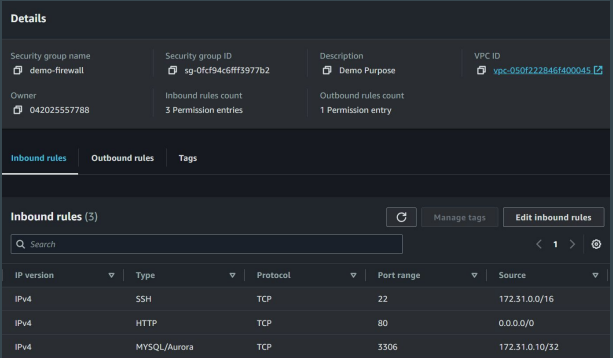 Details
Security group name Security group ID Description VPC ID
demo-firewall sg-0fcf94c6fff3977b2 Demo Purpose vpc-050f222846f400045
Owner Inbound rules count Outbound rules count
042025557788 3 Permission entries 1 Permission entry
Inbound rules Outbound rules Tags
Inbound rules (3) Manage tags Edit inbound rules
Search 1
IP version Type Protocol Port range Source
IPv4 SSH TCP 22 172.31.0.0/16
IPv4 HTTP TCP 80 0.0.0.0/0
IPv4 MYSQL/Aurora TCP 3306 172.31.0.10/32